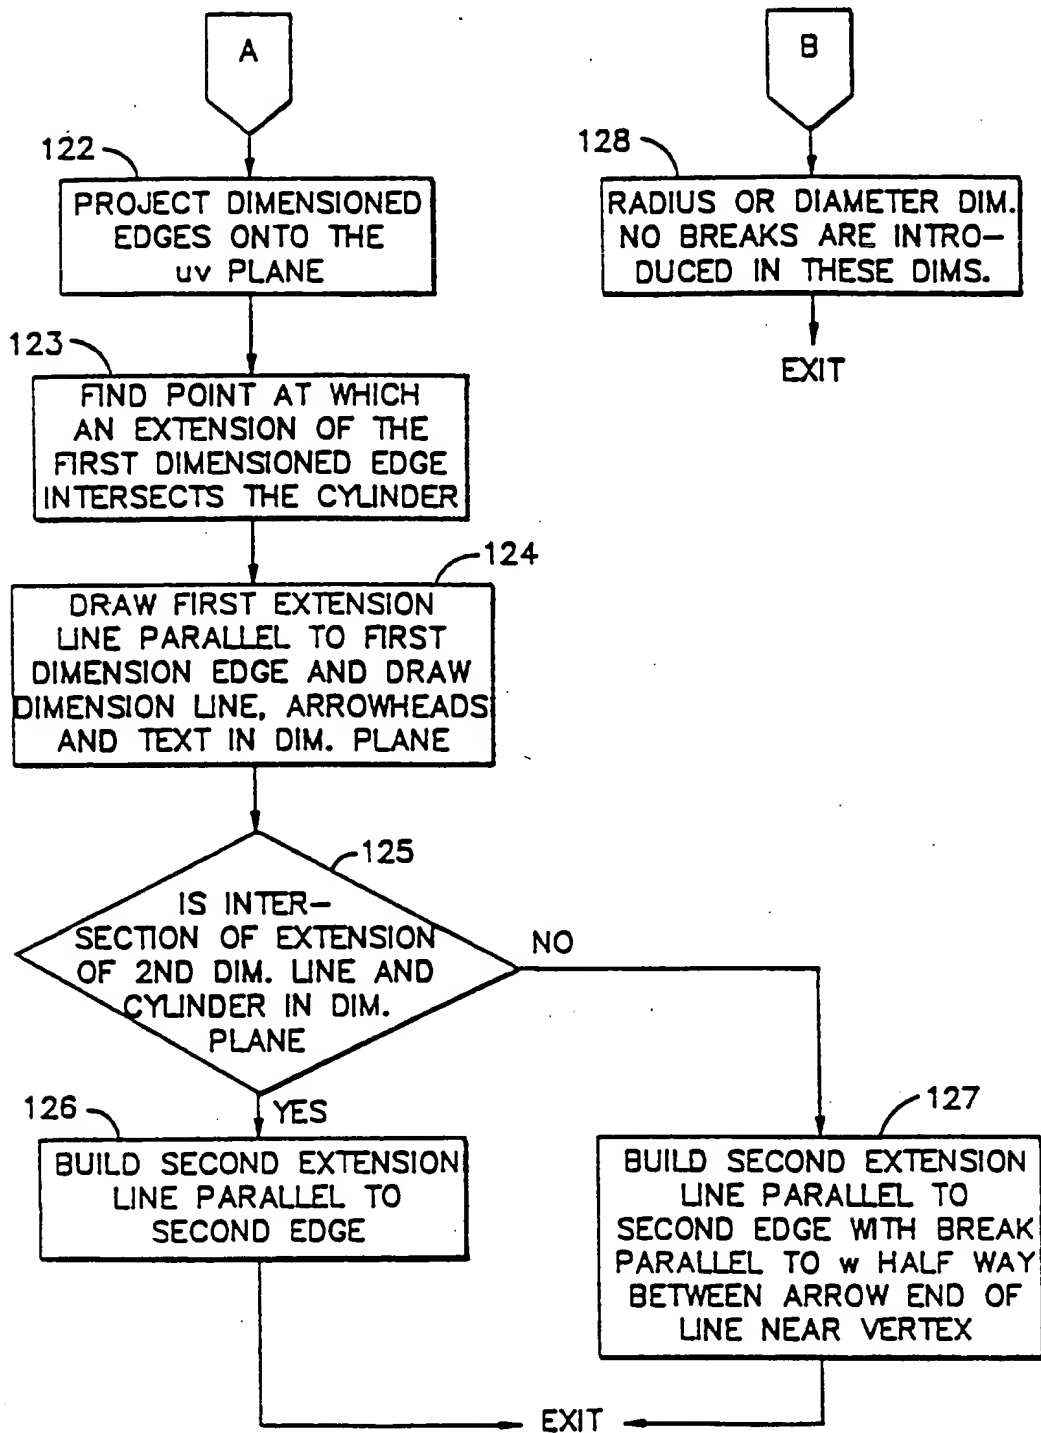 A
122
PROJECT DIMENSIONED
EDGES ONTO THE
uv PLANE
123
FIND POINT AT WHICH
AN EXTENSION OF THE
FIRST DIMENSIONED EDGE
INTERSECTS THE CYLINDER
124
DRAW FIRST EXTENSION
LINE PARALLEL TO FIRST
DIMENSION EDGE AND DRAW
DIMENSION LINE, ARROWHEADS
AND TEXT IN DIM. PLANE
125
IS INTER-
SECTION OF EXTENSION
OF 2ND DIM. LINE AND
CYLINDER IN DIM.
PLANE
NO
YES
126
BUILD SECOND EXTENSION
LINE PARALLEL TO
SECOND EDGE
127
BUILD SECOND EXTENSION
LINE PARALLEL TO
SECOND EDGE WITH BREAK
PARALLEL TO w HALF WAY
BETWEEN ARROW END OF
LINE NEAR VERTEX
EXIT
B
128
RADIUS OR DIAMETER DIM.
NO BREAKS ARE INTRO-
DUCED IN THESE DIMS.
EXIT